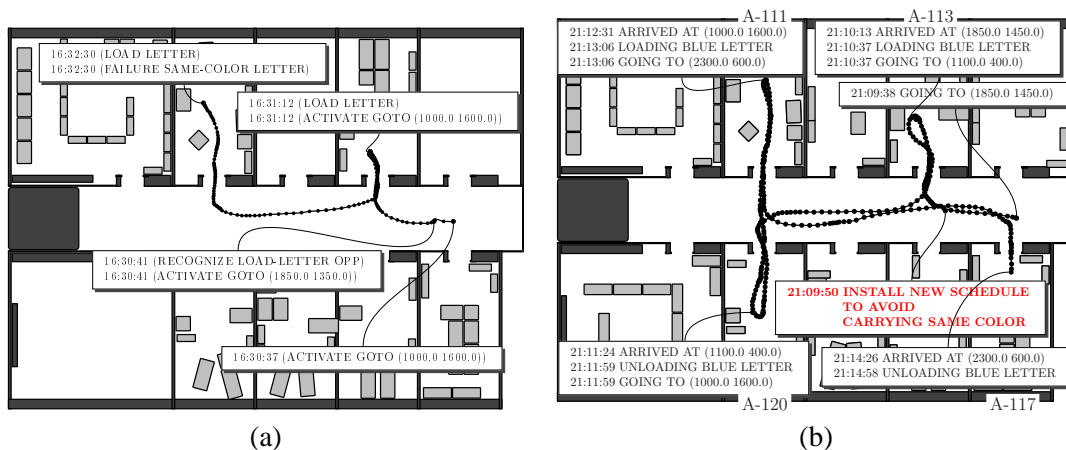 16:32:30 (LOAD LETTER)
16:32:30 (FAILURE SAME-COLOR LETTER)
16:31:12 (LOAD LETTER)
16:31:12 (ACTIVATE GOTO (1000.0 1600.0))
16:30:41 (RECOGNIZE LOAD-LETTER OPP)
16:30:41 (ACTIVATE GOTO (1850.0 1350.0))
16:30:37 (ACTIVATE GOTO (1000.0 1600.0))
(a)
A-111
21:12:31 ARRIVED AT (1000.0 1600.0)
21:13:06 LOADING BLUE LETTER
21:13:06 GOING TO (2300.0 600.0)
A-113
21:10:13 ARRIVED AT (1850.0 1450.0)
21:10:37 LOADING BLUE LETTER
21:10:37 GOING TO (1100.0 400.0)
21:09:38 GOING TO (1850.0 1450.0)
21:09:50 INSTALL NEW SCHEDULE
TO AVOID
CARRYING SAME COLOR
21:11:24 ARRIVED AT (1100.0 400.0)
21:11:59 UNLOADING BLUE LETTER
21:11:59 GOING TO (1000.0 1600.0)
A-120
21:14:26 ARRIVED AT (2300.0 600.0)
21:14:58 UNLOADING BLUE LETTER
A-117
(b)